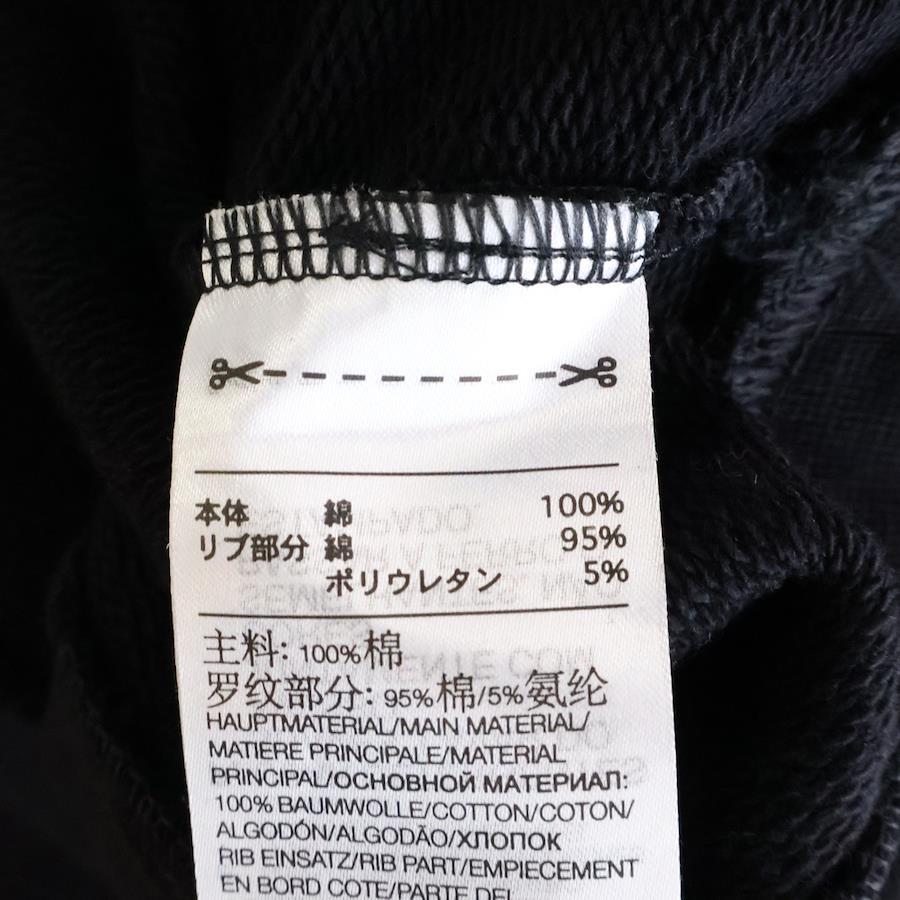 本体 綿 100%
リブ部分 綿 95%
ポリウレタン 5%
主料: 100%棉
罗纹部分: 95%棉/5%氨纶
HAUPTMATERIAL/MAIN MATERIAL/
MATIERE PRINCIPALE/MATERIAL
PRINCIPAL/ОСНОВНОЙ МАТЕРИАЛ:
100% BAUMWOLLE/COTTON/COTON/
ALGODÓN/ALGODÃO/ХЛОПОК
RIB EINSATZ/RIB PART/EMPIECEMENT
EN BORD COTE/PARTE DEL